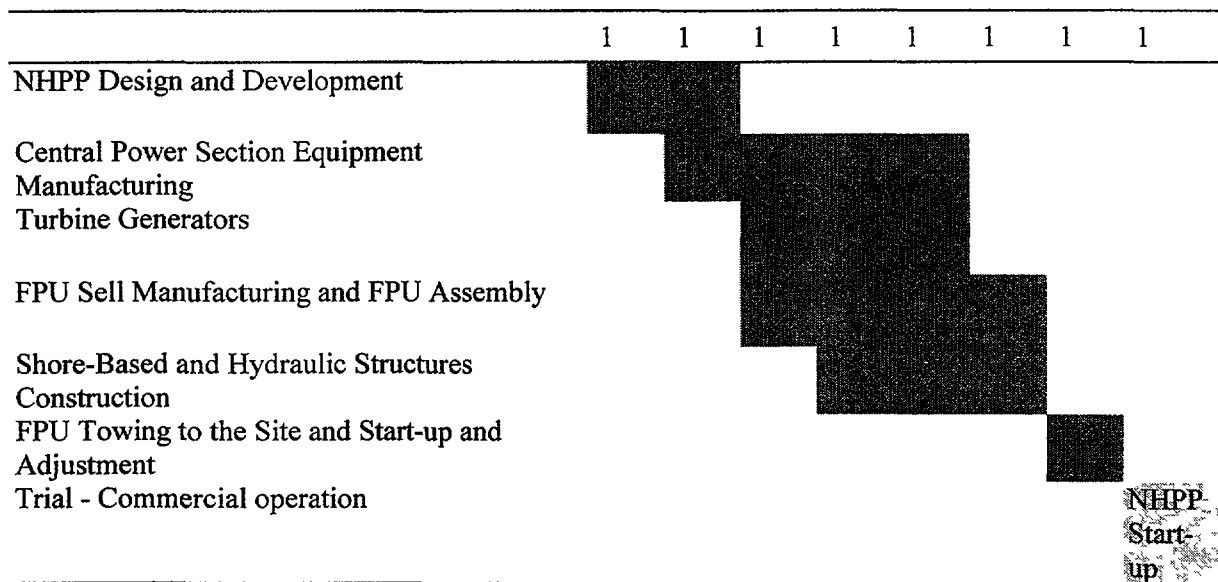 1 1 1 1 1 1 1 1
NHPP Design and Development
Central Power Section Equipment
Manufacturing
Turbine Generators
FPU Sell Manufacturing and FPU Assembly
Shore-Based and Hydraulic Structures
Construction
FPU Towing to the Site and Start-up and
Adjustment
Trial - Commercial operation
NHPP
Start-
up